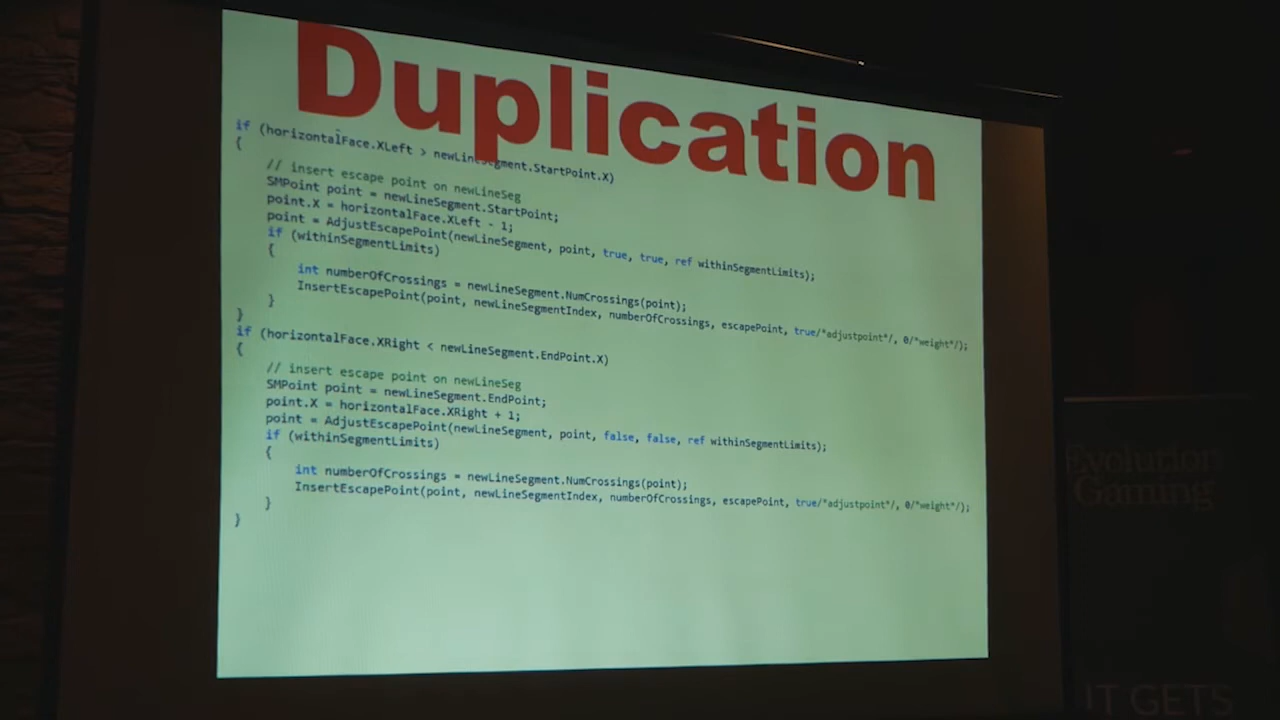 Duplication
if (horizontalFace.XLeft > newLineSegment.StartPoint.X)
{
// insert escape point on newLineSeg
SMPoint point = newLineSegment.StartPoint;
point.X = horizontalFace.XLeft - 1;
point = AdjustEscapePoint(newLineSegment, point, true, true, ref withinSegmentLimits);
if (withinSegmentLimits)
{
int numberOfCrossings = newLineSegment.NumCrossings(point);
InsertEscapePoint(point, newLineSegmentIndex, numberOfCrossings, escapePoint, true/*adjustpoint*/, 0/*weight*/);
}
}
if (horizontalFace.XRight < newLineSegment.EndPoint.X)
{
// insert escape point on newLineSeg
SMPoint point = newLineSegment.EndPoint;
point.X = horizontalFace.XRight + 1;
point = AdjustEscapePoint(newLineSegment, point, false, false, ref withinSegmentLimits);
if (withinSegmentLimits)
{
int numberOfCrossings = newLineSegment.NumCrossings(point);
InsertEscapePoint(point, newLineSegmentIndex, numberOfCrossings, escapePoint, true/*adjustpoint*/, 0/*weight*/);
}
}
Evolution
Gaming
IT GETS